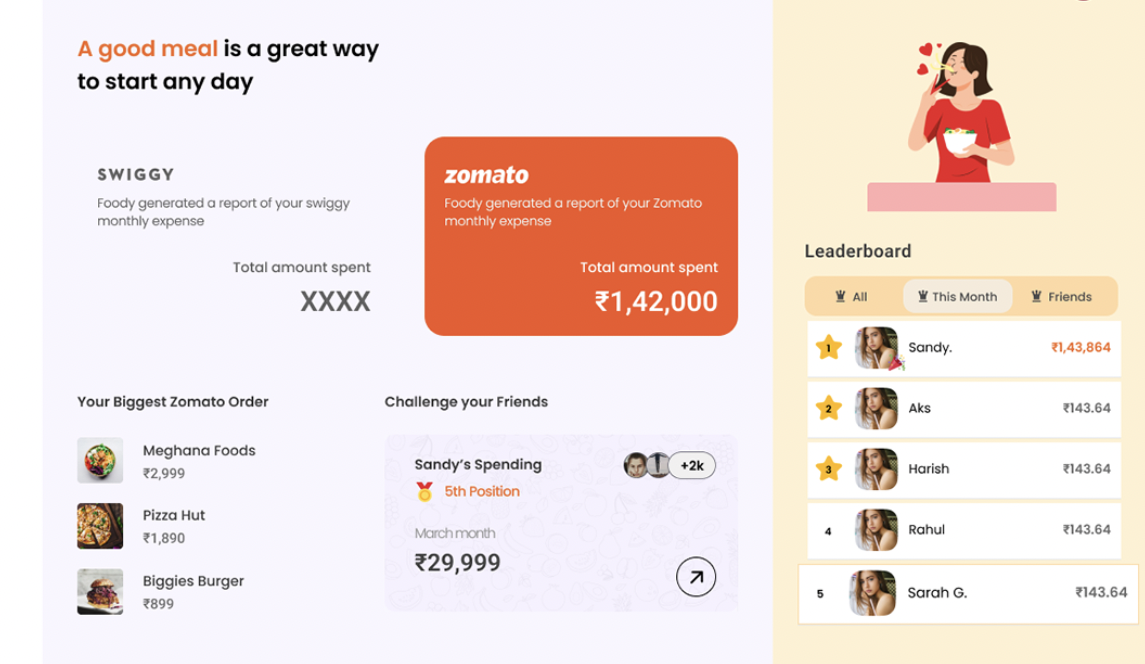 A good meal is a great way
to start any day
SWIGGY
Foody generated a report of your swiggy
monthly expense
Total amount spent
XXXX
zomato
Foody generated a report of your Zomato
monthly expense
Total amount spent
₹1,42,000
Your Biggest Zomato Order
Meghana Foods
₹2,999
Pizza Hut
₹1,890
Biggies Burger
₹899
Challenge your Friends
Sandy’s Spending
+2k
5th Position
March month
₹29,999
Leaderboard
All This Month Friends
1 Sandy. ₹1,43,864
2 Aks ₹143.64
3 Harish ₹143.64
4 Rahul ₹143.64
5 Sarah G. ₹143.64